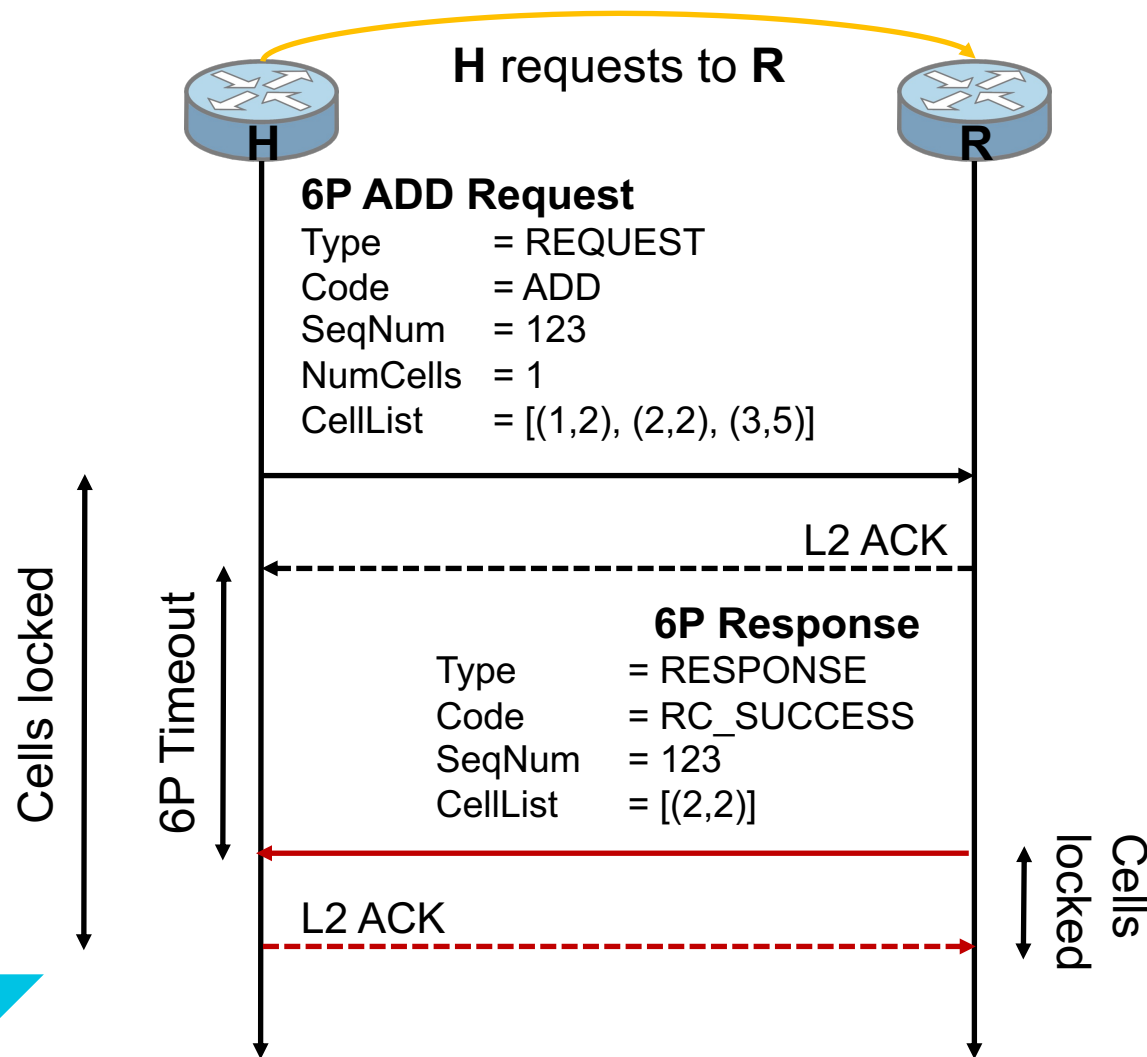 H requests to R
H
R
6P ADD Request
Type = REQUEST
Code = ADD
SeqNum = 123
NumCells = 1
CellList = [(1,2), (2,2), (3,5)]
L2 ACK
Cells locked
6P Timeout
6P Response
Type = RESPONSE
Code = RC_SUCCESS
SeqNum = 123
CellList = [(2,2)]
L2 ACK
Cells
locked